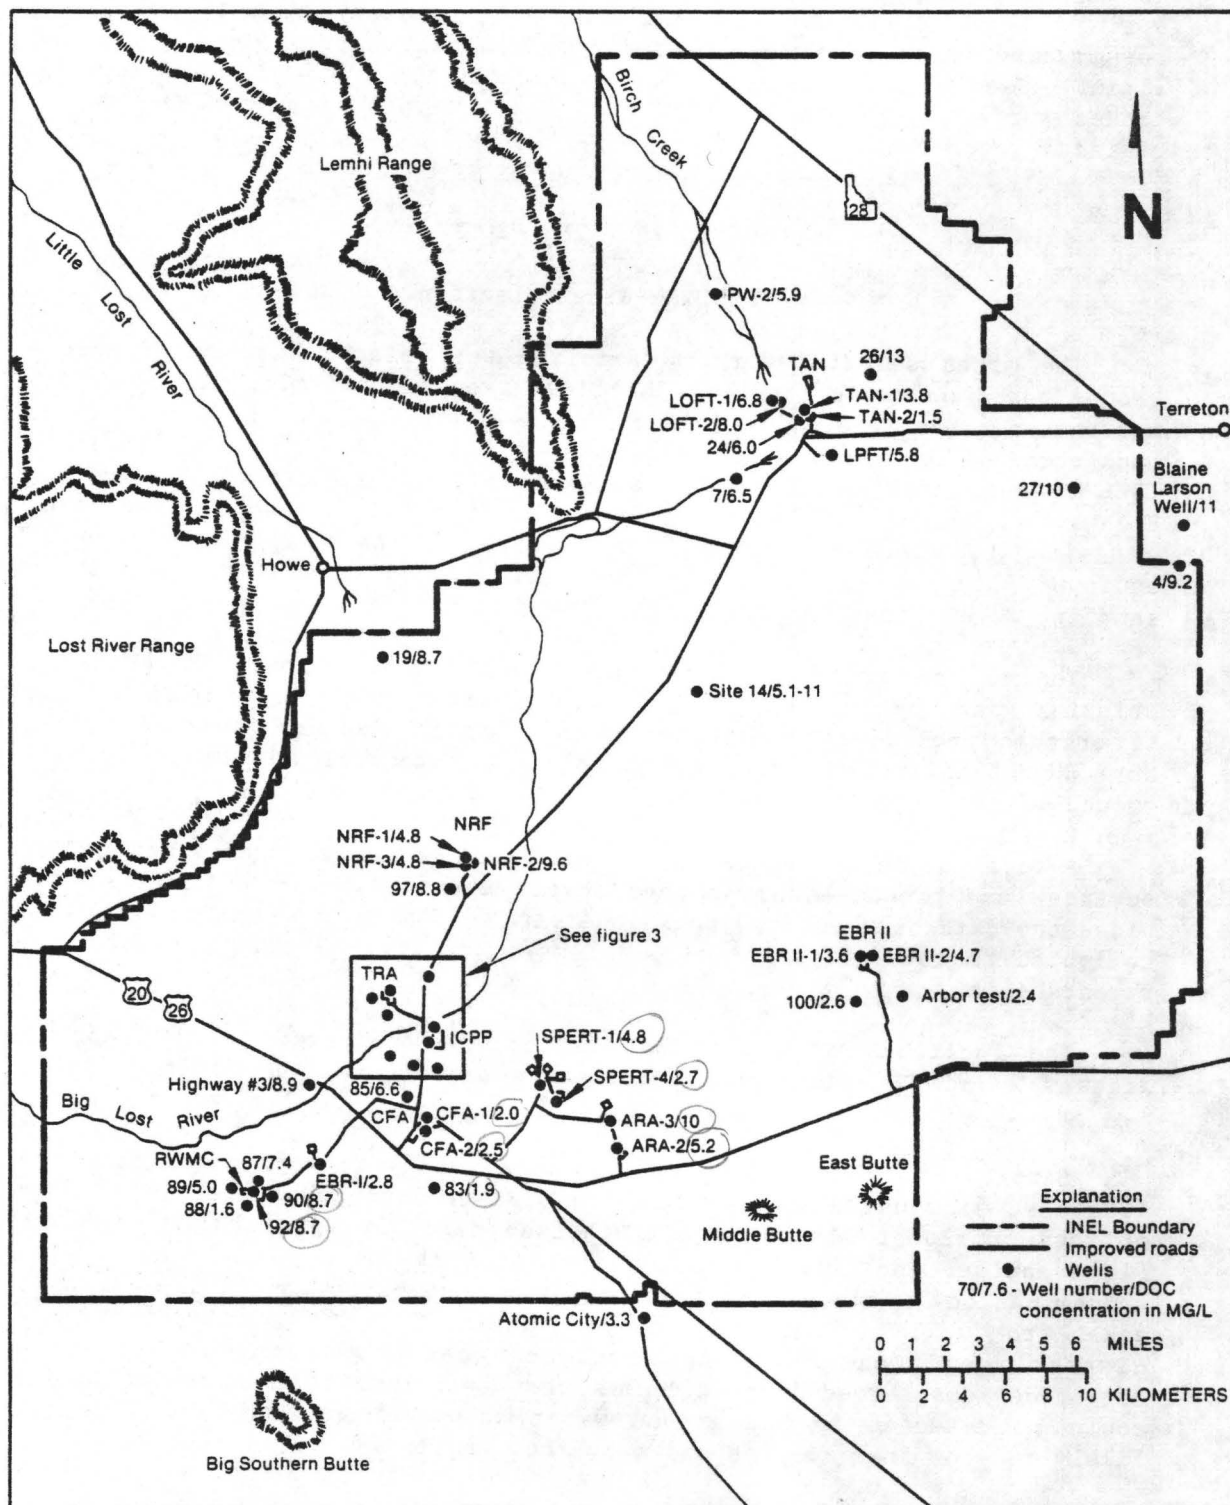 Birch
Creek
Lemhi Range
N
28
Little
Lost
River
PW-2/5.9
26/13
TAN
LOFT-1/6.8
TAN-1/3.8
LOFT-2/8.0
TAN-2/1.5
24/6.0
Terreton
LPFT/5.8
7/6.5
27/10
Blaine
Larson
Well/11
Howe
4/9.2
Lost River Range
19/8.7
Site 14/5.1-11
NRF
NRF-1/4.8
NRF-3/4.8
NRF-2/9.6
97/8.8
See figure 3
EBR II
EBR II-1/3.6
EBR II-2/4.7
TRA
20
26
100/2.6
Arbor test/2.4
ICPP
SPERT-1/4.8
Highway #3/8.9
85/6.6
SPERT-4/2.7
Big
Lost
River
CFA
CFA-1/2.0
ARA-3/10
CFA-2/2.5
ARA-2/5.2
RWMC
87/7.4
EBR-I/2.8
89/5.0
90/8.7
83/1.9
88/1.6
92/8.7
East Butte
Middle Butte
Explanation
INEL Boundary
Improved roads
Wells
70/7.6 - Well number/DOC
concentration in MG/L
Atomic City/3.3
0 1 2 3 4 5 6 MILES
0 2 4 6 8 10 KILOMETERS
Big Southern Butte